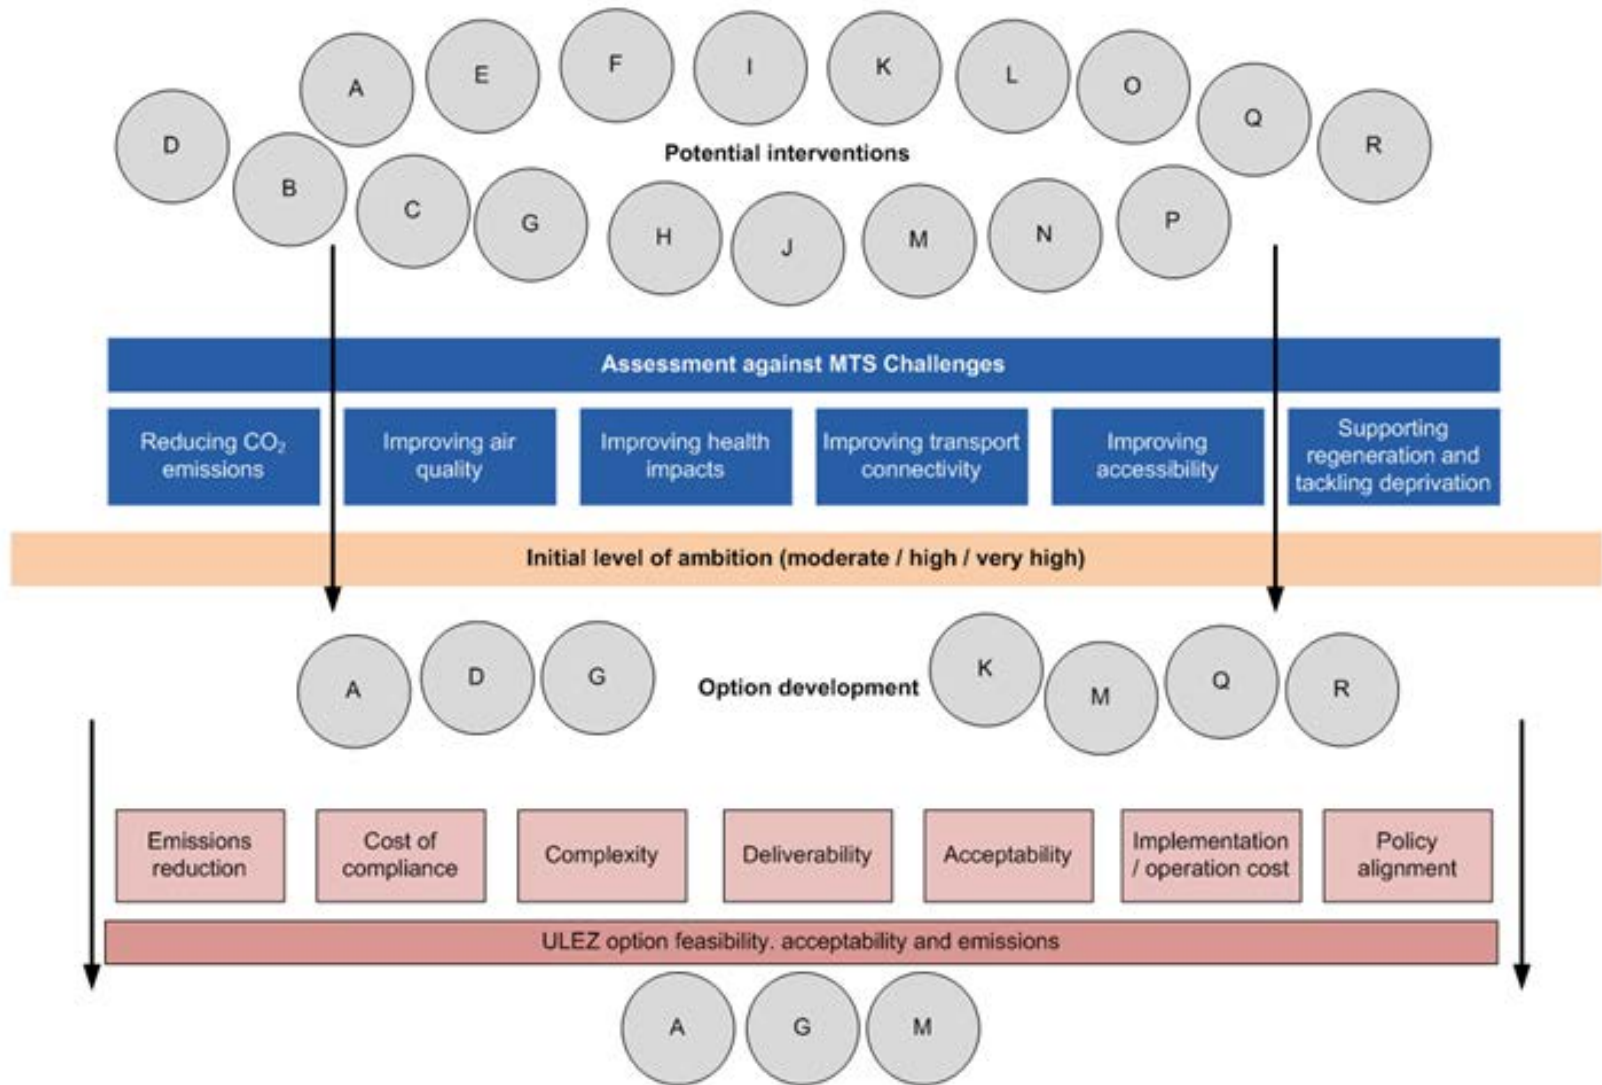 A
E
F
I
K
L
O
Q
R
D
B
C
G
H
J
M
N
P
Potential interventions
Assessment against MTS Challenges
Reducing CO₂
emissions
Improving air
quality
Improving health
impacts
Improving transport
connectivity
Improving
accessibility
Supporting
regeneration and
tackling deprivation
Initial level of ambition (moderate / high / very high)
A
D
G
Option development
K
M
Q
R
Emissions
reduction
Cost of
compliance
Complexity
Deliverability
Acceptability
Implementation
/ operation cost
Policy
alignment
ULEZ option feasibility. acceptability and emissions
A
G
M